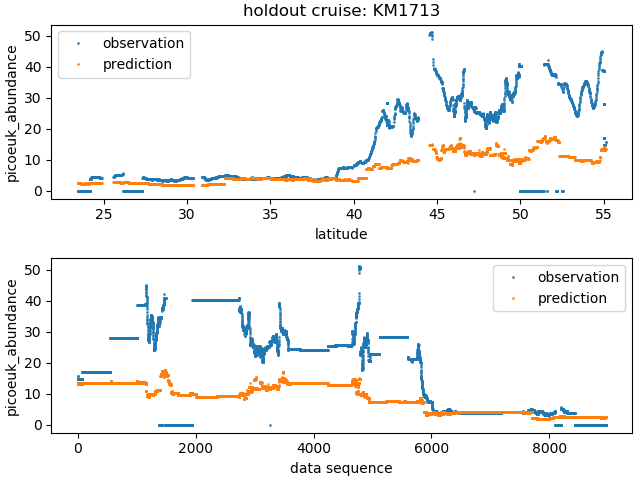 holdout cruise: KM1713
picoeuk_abundance
50
40
30
20
10
0
observation
prediction
25
30
35
40
45
50
55
latitude
picoeuk_abundance
50
40
30
20
10
0
observation
prediction
0
2000
4000
6000
8000
data sequence